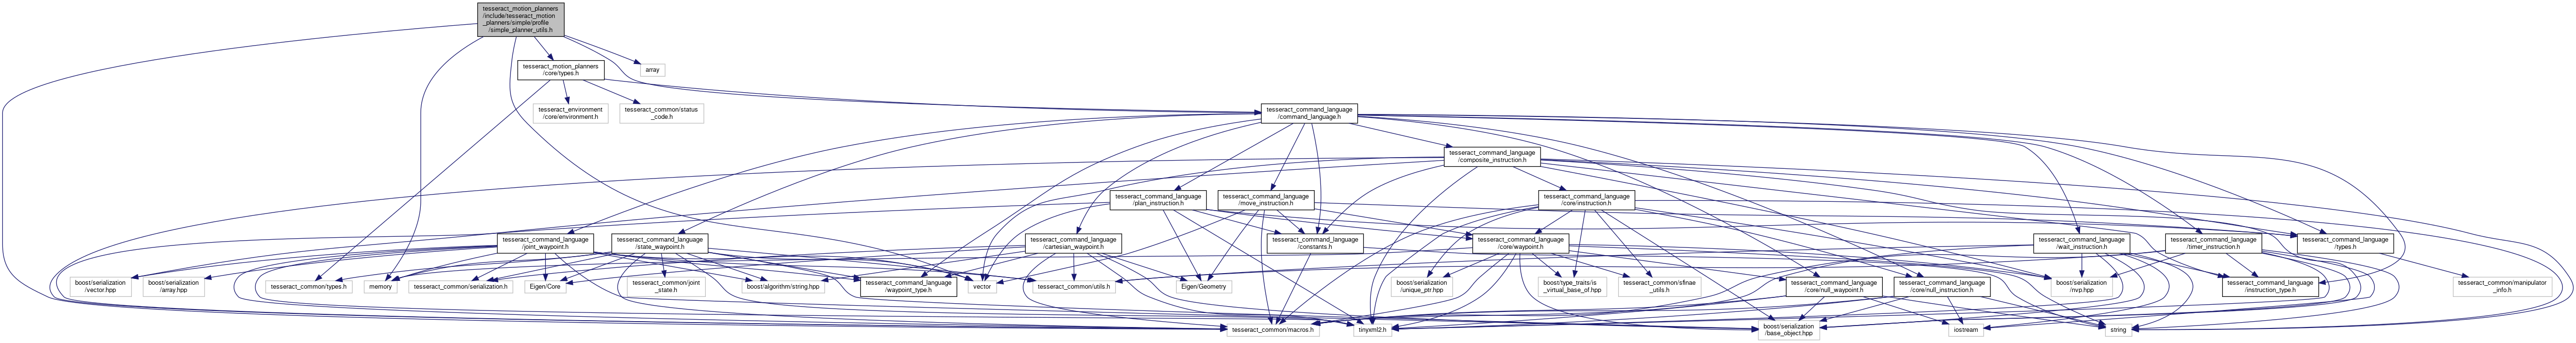 tesseract_motion_planners
/include/tesseract_motion
_planners/simple/profile
/simple_planner_utils.h
tesseract_motion_planners
/core/types.h
array
tesseract_environment
/core/environment.h
tesseract_common/status
_code.h
tesseract_command_language
/command_language.h
tesseract_command_language
/composite_instruction.h
tesseract_command_language
/plan_instruction.h
tesseract_command_language
/move_instruction.h
tesseract_command_language
/core/instruction.h
tesseract_command_language
/joint_waypoint.h
tesseract_command_language
/state_waypoint.h
tesseract_command_language
/cartesian_waypoint.h
tesseract_command_language
/constants.h
tesseract_command_language
/core/waypoint.h
tesseract_command_language
/wait_instruction.h
tesseract_command_language
/timer_instruction.h
tesseract_command_language
/types.h
boost/serialization
/vector.hpp
boost/serialization
/array.hpp
tesseract_common/types.h
memory
tesseract_common/serialization.h
Eigen/Core
tesseract_common/joint
_state.h
boost/algorithm/string.hpp
tesseract_command_language
/waypoint_type.h
vector
tesseract_common/utils.h
Eigen/Geometry
boost/serialization
/unique_ptr.hpp
boost/type_traits/is
_virtual_base_of.hpp
tesseract_common/sfinae
_utils.h
tesseract_command_language
/core/null_waypoint.h
tesseract_command_language
/core/null_instruction.h
boost/serialization
/nvp.hpp
tesseract_command_language
/instruction_type.h
tesseract_common/manipulator
_info.h
tesseract_common/macros.h
tinyxml2.h
boost/serialization
/base_object.hpp
iostream
string